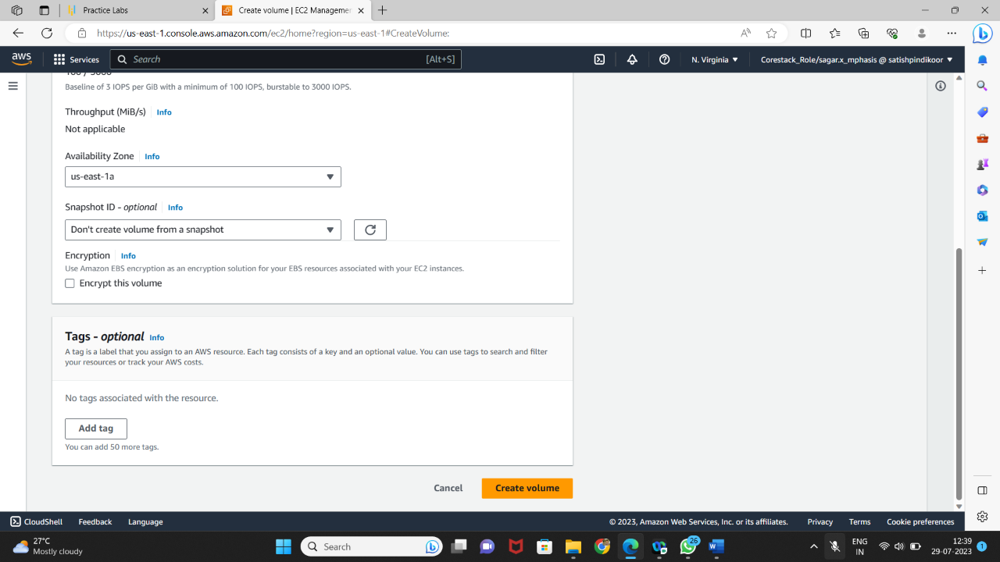 Practice Labs
Create volume | EC2 Manageme
https://us-east-1.console.aws.amazon.com/ec2/home?region=us-east-1#CreateVolume:
aws
Services
Search
[Alt+S]
N. Virginia
Corestack_Role/sagar.x_mphasis @ satishpindikoor
100 / 3000
Baseline of 3 IOPS per GiB with a minimum of 100 IOPS, burstable to 3000 IOPS.
Throughput (MiB/s) Info
Not applicable
Availability Zone Info
us-east-1a
Snapshot ID - optional Info
Don't create volume from a snapshot
Encryption Info
Use Amazon EBS encryption as an encryption solution for your EBS resources associated with your EC2 instances.
Encrypt this volume
Tags - optional Info
A tag is a label that you assign to an AWS resource. Each tag consists of a key and an optional value. You can use tags to search and filter
your resources or track your AWS costs.
No tags associated with the resource.
Add tag
You can add 50 more tags.
Cancel
Create volume
CloudShell
Feedback
Language
© 2023, Amazon Web Services, Inc. or its affiliates.
Privacy
Terms
Cookie preferences
27°C
Mostly cloudy
Search
26
ENG
IN
12:39
29-07-2023
1